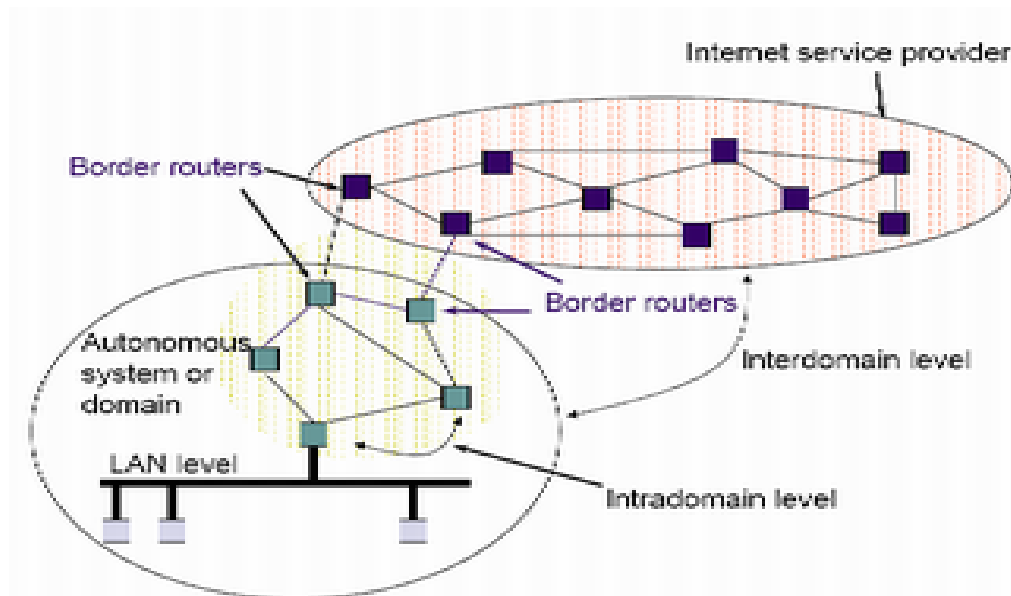 Internet service provider
Border routers
Border routers
Autonomous
system or
domain
Interdomain level
LAN level
Intradomain level